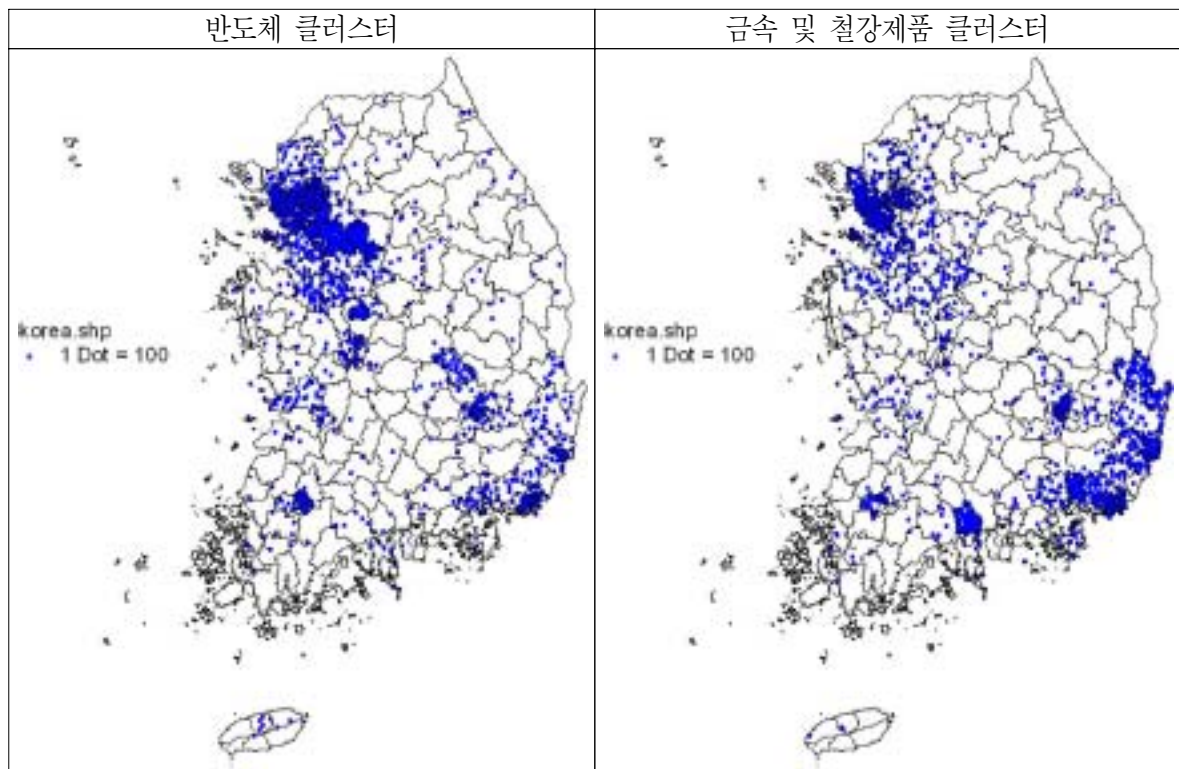 반도체 클러스터
금속 및 철강제품 클러스터
korea.shp
1 Dot = 100
korea.shp
1 Dot = 100